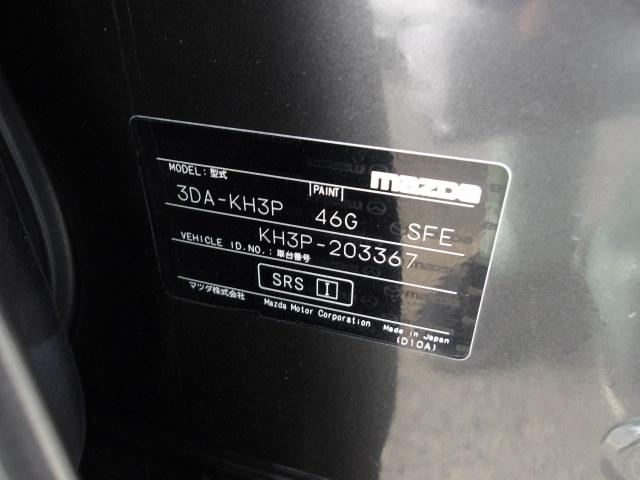 mazda
MODEL:型式 PAINT
3DA-KH3P 46G SFE
VEHICLE ID.NO.:車台番号 KH3P-203367
SRS I
マツダ株式会社 Mazda Motor Corporation Made in Japan
(D10A)